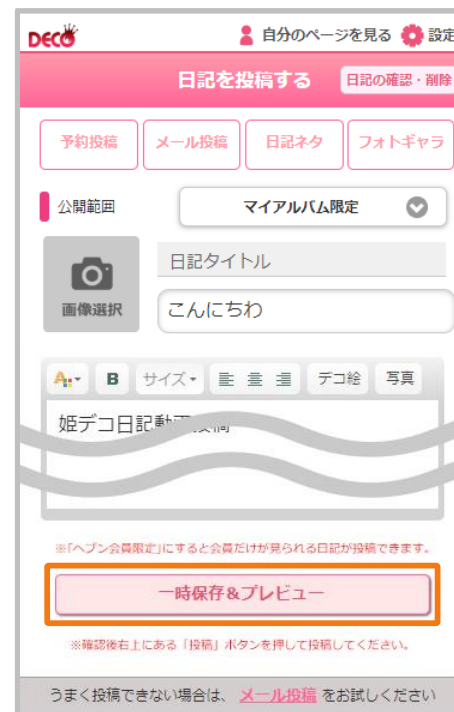 DECO 自分のページを見る 設定
日記を投稿する 日記の確認・削除
予約投稿 メール投稿 日記ネタ フォトギャラ
公開範囲 マイアルバム限定
画像選択
日記タイトル
こんにちわ
A B サイズ デコ絵 写真
姫デコ日記動画投稿
※「ヘブン会員限定」にすると会員だけが見られる日記が投稿できます。
一時保存&プレビュー
※確認後右上にある「投稿」ボタンを押して投稿してください。
うまく投稿できない場合は、 メール投稿 をお試しください